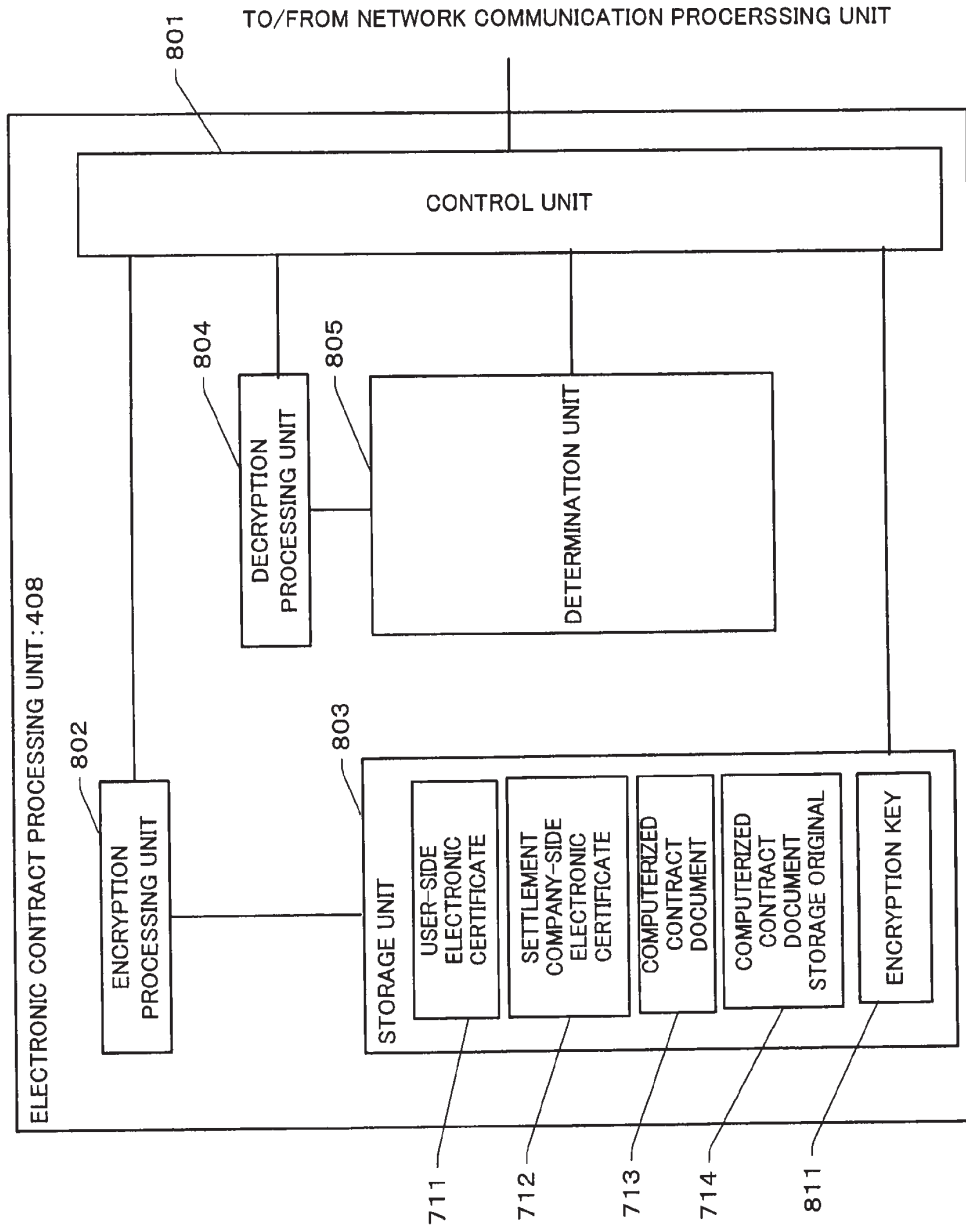 TO/FROM NETWORK COMMUNICATION PROCERSSING UNIT
ELECTRONIC CONTRACT PROCESSING UNIT:408
801
CONTROL UNIT
802
ENCRYPTION
PROCESSING UNIT
804
DECRYPTION
PROCESSING UNIT
805
DETERMINATION UNIT
803
STORAGE UNIT
USER-SIDE
ELECTRONIC
CERTIFICATE
711
SETTLEMENT
COMPANY-SIDE
ELECTRONIC
CERTIFICATE
712
COMPUTERIZED
CONTRACT
DOCUMENT
713
COMPUTERIZED
CONTRACT
DOCUMENT
STORAGE ORIGINAL
714
ENCRYPTION KEY
811